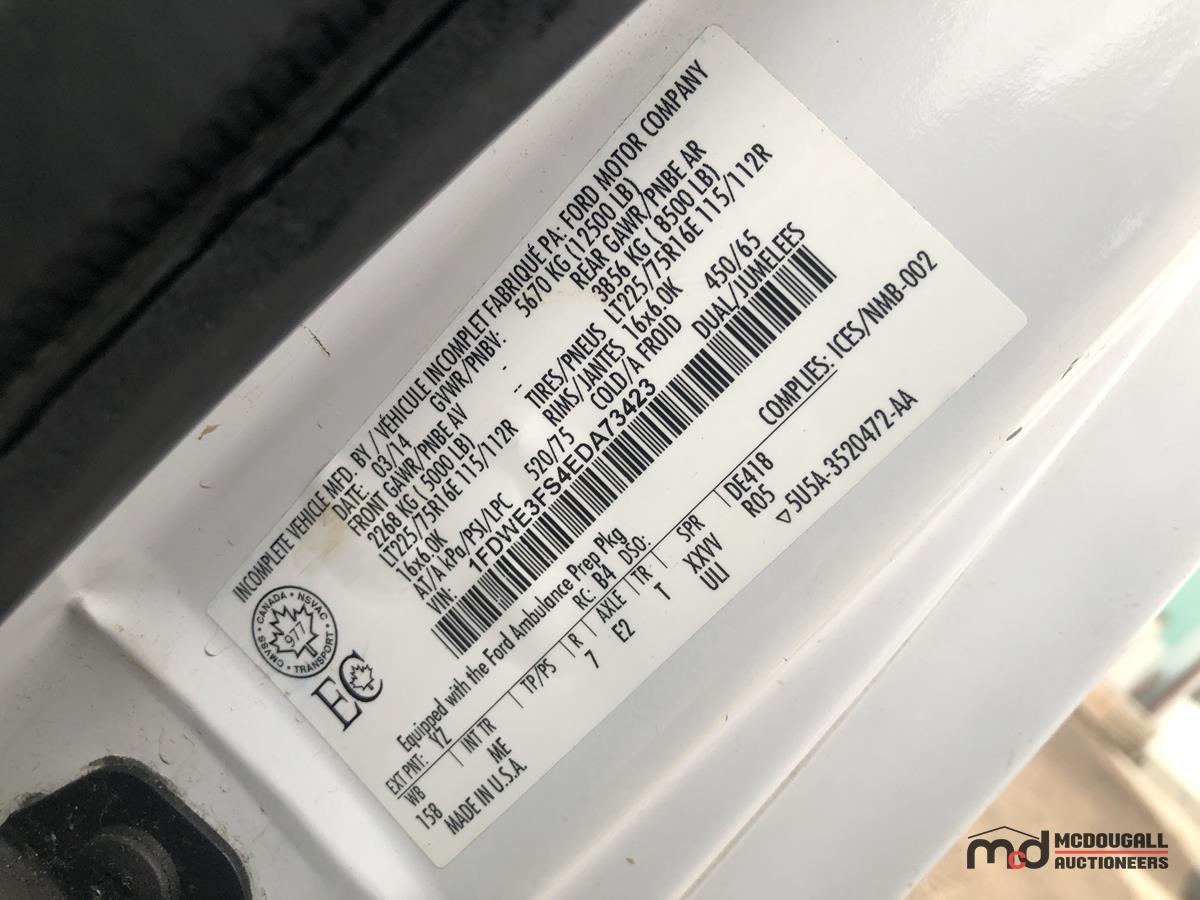 INCOMPLETE VEHICLE MFD. BY / VÉHICULE INCOMPLET FABRIQUÉ PA: FORD MOTOR COMPANY
DATE: 03/14 GVWR/PNBV: 5670 KG (12500 LB)
FRONT GAWR/PNBE AV - REAR GAWR/PNBE AR
2268 KG ( 5000 LB) - 3856 KG ( 8500 LB)
LT225/75R16E 115/112R TIRES/PNEUS LT225/75R16E 115/112R
16x6.0K RIMS/JANTES 16x6.0K
AT/A kPa/PSI/LPC 520/75 COLD/A FROID 450/65
VIN: 1FDWE3FS4EDA73423 DUAL/JUMELEES
CANADA • NSVAC
977
CMVSS • TRANSPORT
EC
Equipped with the Ford Ambulance Prep Pkg COMPLIES: ICES/NMB-002
EXT PNT: YZ RC: B4 DSO:
WB INT TR TP/PS R AXLE TR SPR DE418
158 ME 7 E2 T XXVV R05
ULI
MADE IN U.S.A. 5U5A-3520472-AA
mcd MCDOUGALL
AUCTIONEERS